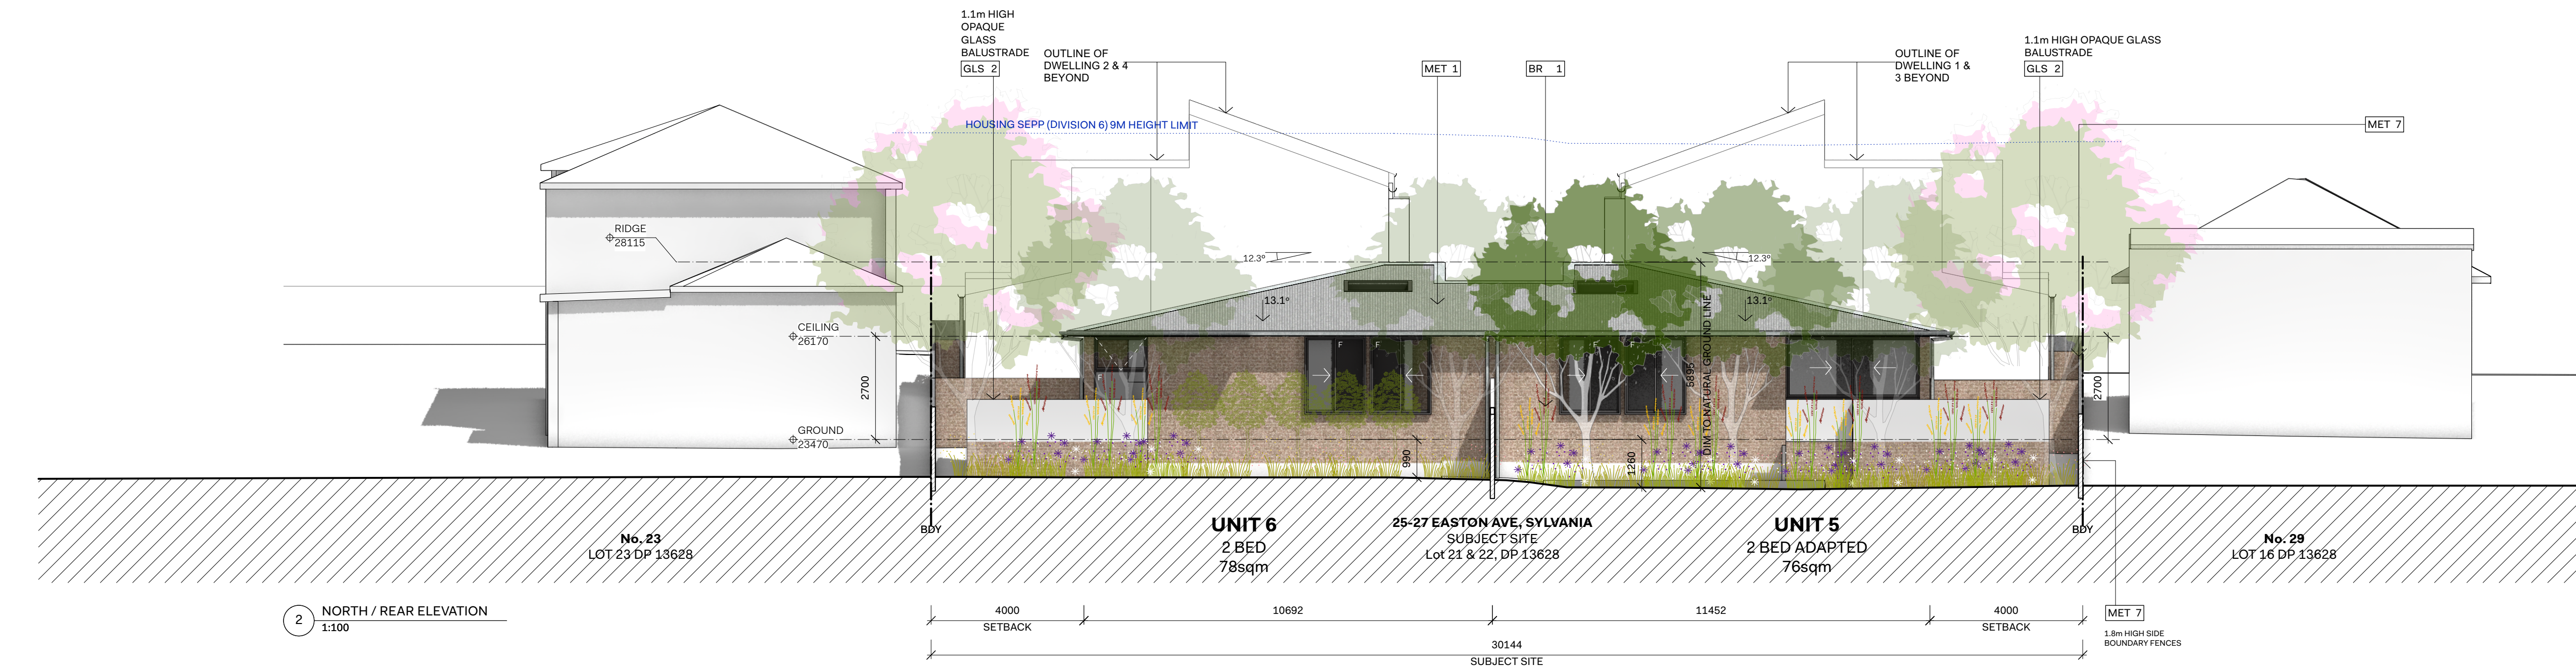 1.1m HIGH
OPAQUE
GLASS
BALUSTRADE
GLS 2
OUTLINE OF
DWELLING 2 & 4
BEYOND
MET 1
BR 1
OUTLINE OF
DWELLING 1 &
3 BEYOND
1.1m HIGH OPAQUE GLASS
BALUSTRADE
GLS 2
MET 7
HOUSING SEPP (DIVISION 6) 9M HEIGHT LIMIT
RIDGE
28115
12.3°
12.3°
13.1°
13.1°
CEILING
26170
2700
GROUND
23470
F
F
F
F
F
5895
DIM TO NATURAL GROUND LINE
2700
990
1260
BDY
BDY
No. 23
LOT 23 DP 13628
UNIT 6
2 BED
78sqm
25-27 EASTON AVE, SYLVANIA
SUBJECT SITE
Lot 21 & 22, DP 13628
UNIT 5
2 BED ADAPTED
76sqm
No. 29
LOT 16 DP 13628
2
NORTH / REAR ELEVATION
1:100
4000
SETBACK
10692
11452
4000
SETBACK
30144
SUBJECT SITE
MET 7
1.8m HIGH SIDE
BOUNDARY FENCES